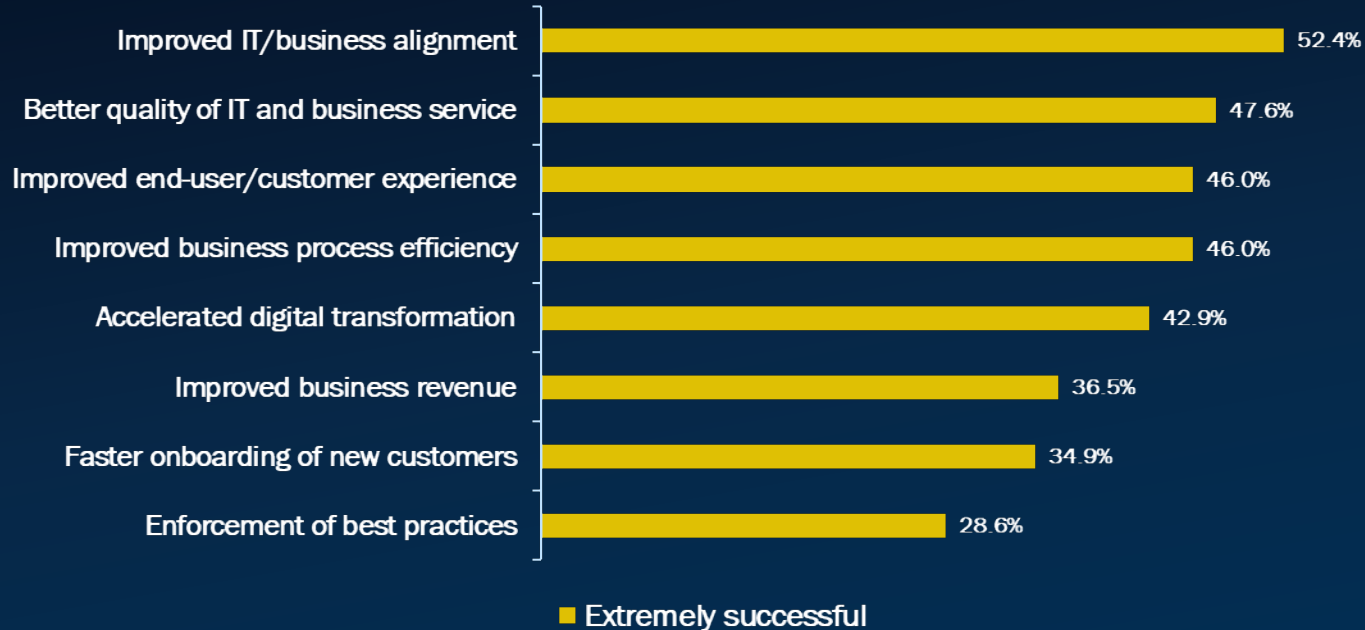 Improved IT/business alignment 52.4%
Better quality of IT and business service 47.6%
Improved end-user/customer experience 46.0%
Improved business process efficiency 46.0%
Accelerated digital transformation 42.9%
Improved business revenue 36.5%
Faster onboarding of new customers 34.9%
Enforcement of best practices 28.6%
Extremely successful